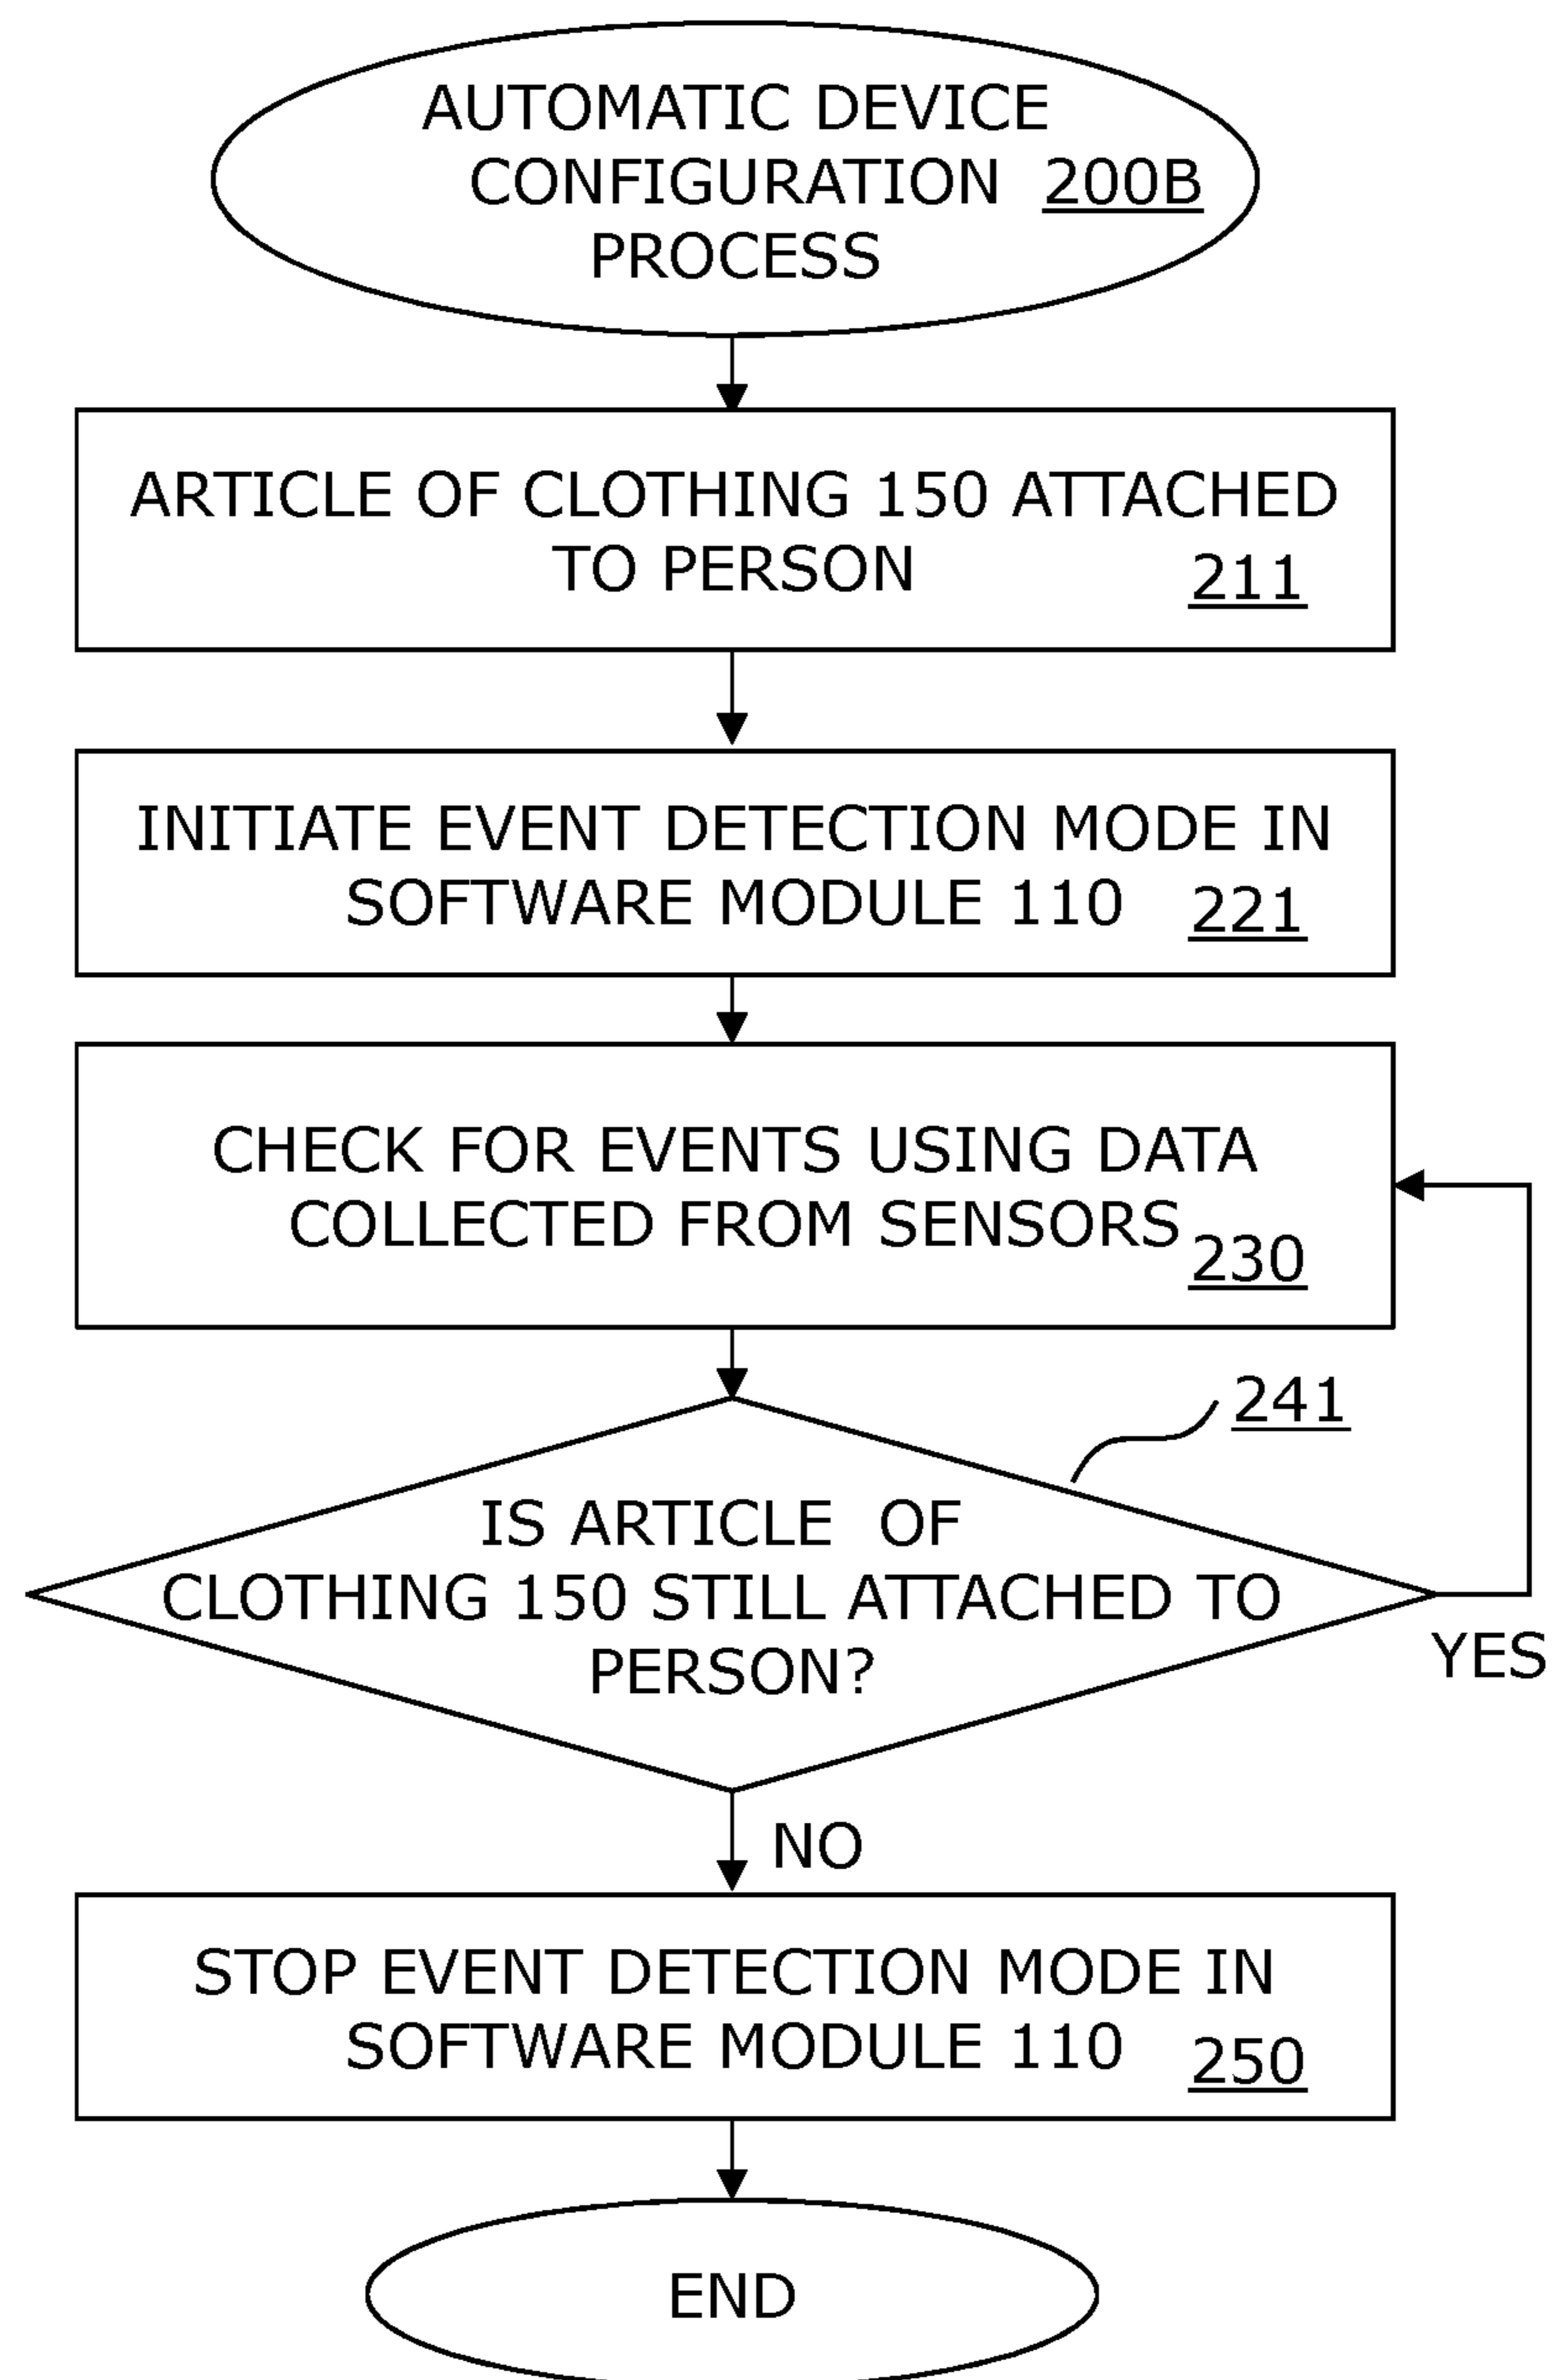 AUTOMATIC DEVICE
CONFIGURATION 200B
PROCESS
ARTICLE OF CLOTHING 150 ATTACHED
TO PERSON 211
INITIATE EVENT DETECTION MODE IN
SOFTWARE MODULE 110 221
CHECK FOR EVENTS USING DATA
COLLECTED FROM SENSORS 230
241
IS ARTICLE OF
CLOTHING 150 STILL ATTACHED TO
PERSON?
YES
NO
STOP EVENT DETECTION MODE IN
SOFTWARE MODULE 110 250
END